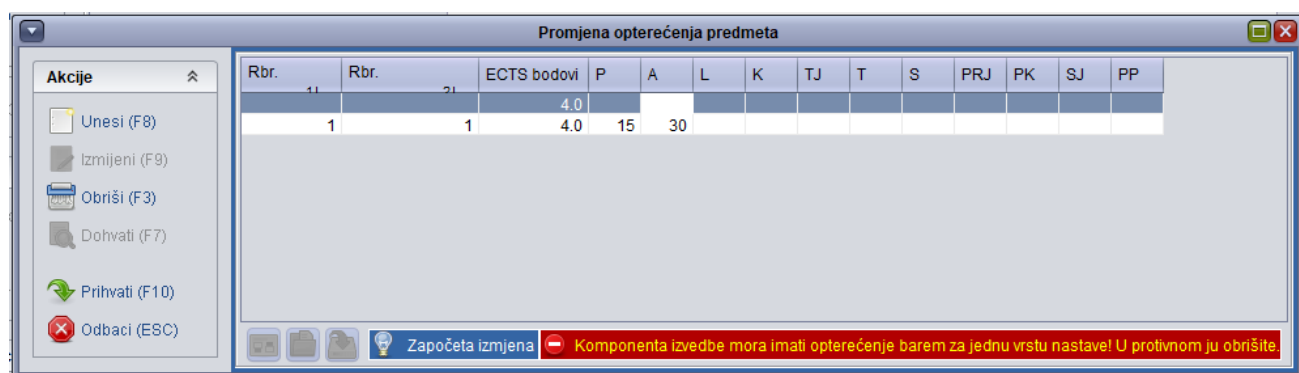 Promjena opterećenja predmeta
Akcije
Unesi (F8)
Izmijeni (F9)
Obriši (F3)
Dohvati (F7)
Prihvati (F10)
Odbaci (ESC)
Rbr. Rbr. ECTS bodovi P A L K TJ T S PRJ PK SJ PP
4.0
1 1 4.0 15 30
Započeta izmjena Komponenta izvedbe mora imati opterećenje barem za jednu vrstu nastave! U protivnom ju obrišite.